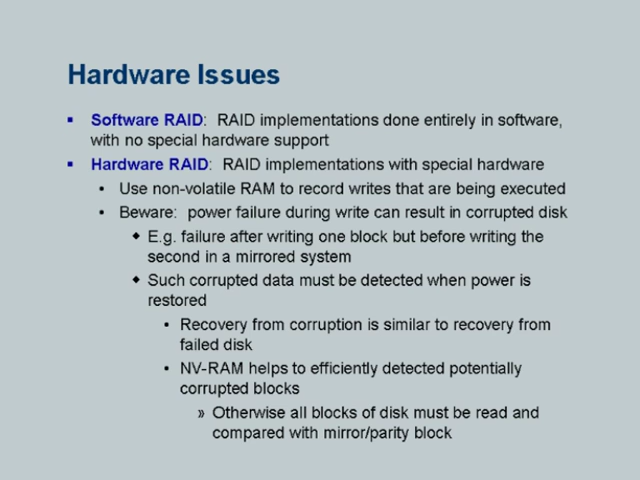 Hardware Issues
▪ Software RAID: RAID implementations done entirely in software,
with no special hardware support
▪ Hardware RAID: RAID implementations with special hardware
• Use non-volatile RAM to record writes that are being executed
• Beware: power failure during write can result in corrupted disk
◆ E.g. failure after writing one block but before writing the
second in a mirrored system
◆ Such corrupted data must be detected when power is
restored
• Recovery from corruption is similar to recovery from
failed disk
• NV-RAM helps to efficiently detected potentially
corrupted blocks
» Otherwise all blocks of disk must be read and
compared with mirror/parity block